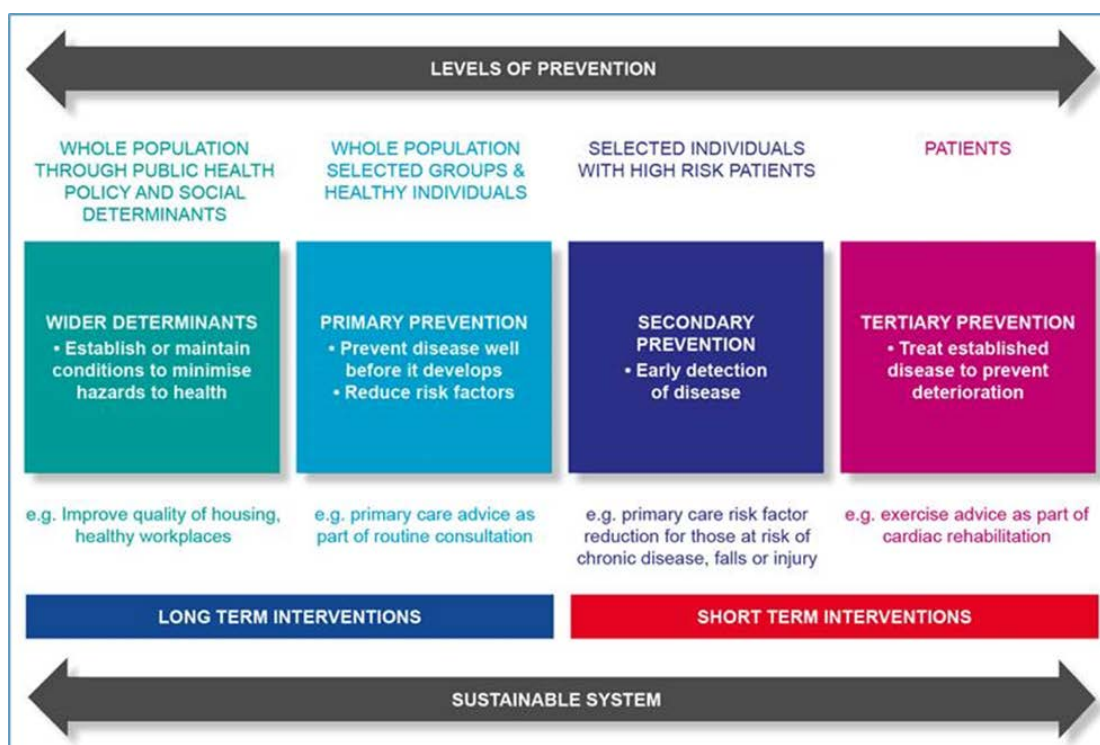 LEVELS OF PREVENTION
WHOLE POPULATION
THROUGH PUBLIC HEALTH
POLICY AND SOCIAL
DETERMINANTS
WHOLE POPULATION
SELECTED GROUPS &
HEALTHY INDIVIDUALS
SELECTED INDIVIDUALS
WITH HIGH RISK PATIENTS
PATIENTS
WIDER DETERMINANTS
• Establish or maintain
conditions to minimise
hazards to health
PRIMARY PREVENTION
• Prevent disease well
before it develops
• Reduce risk factors
SECONDARY
PREVENTION
• Early detection
of disease
TERTIARY PREVENTION
• Treat established
disease to prevent
deterioration
e.g. Improve quality of housing,
healthy workplaces
e.g. primary care advice as
part of routine consultation
e.g. primary care risk factor
reduction for those at risk of
chronic disease, falls or injury
e.g. exercise advice as part of
cardiac rehabilitation
LONG TERM INTERVENTIONS
SHORT TERM INTERVENTIONS
SUSTAINABLE SYSTEM